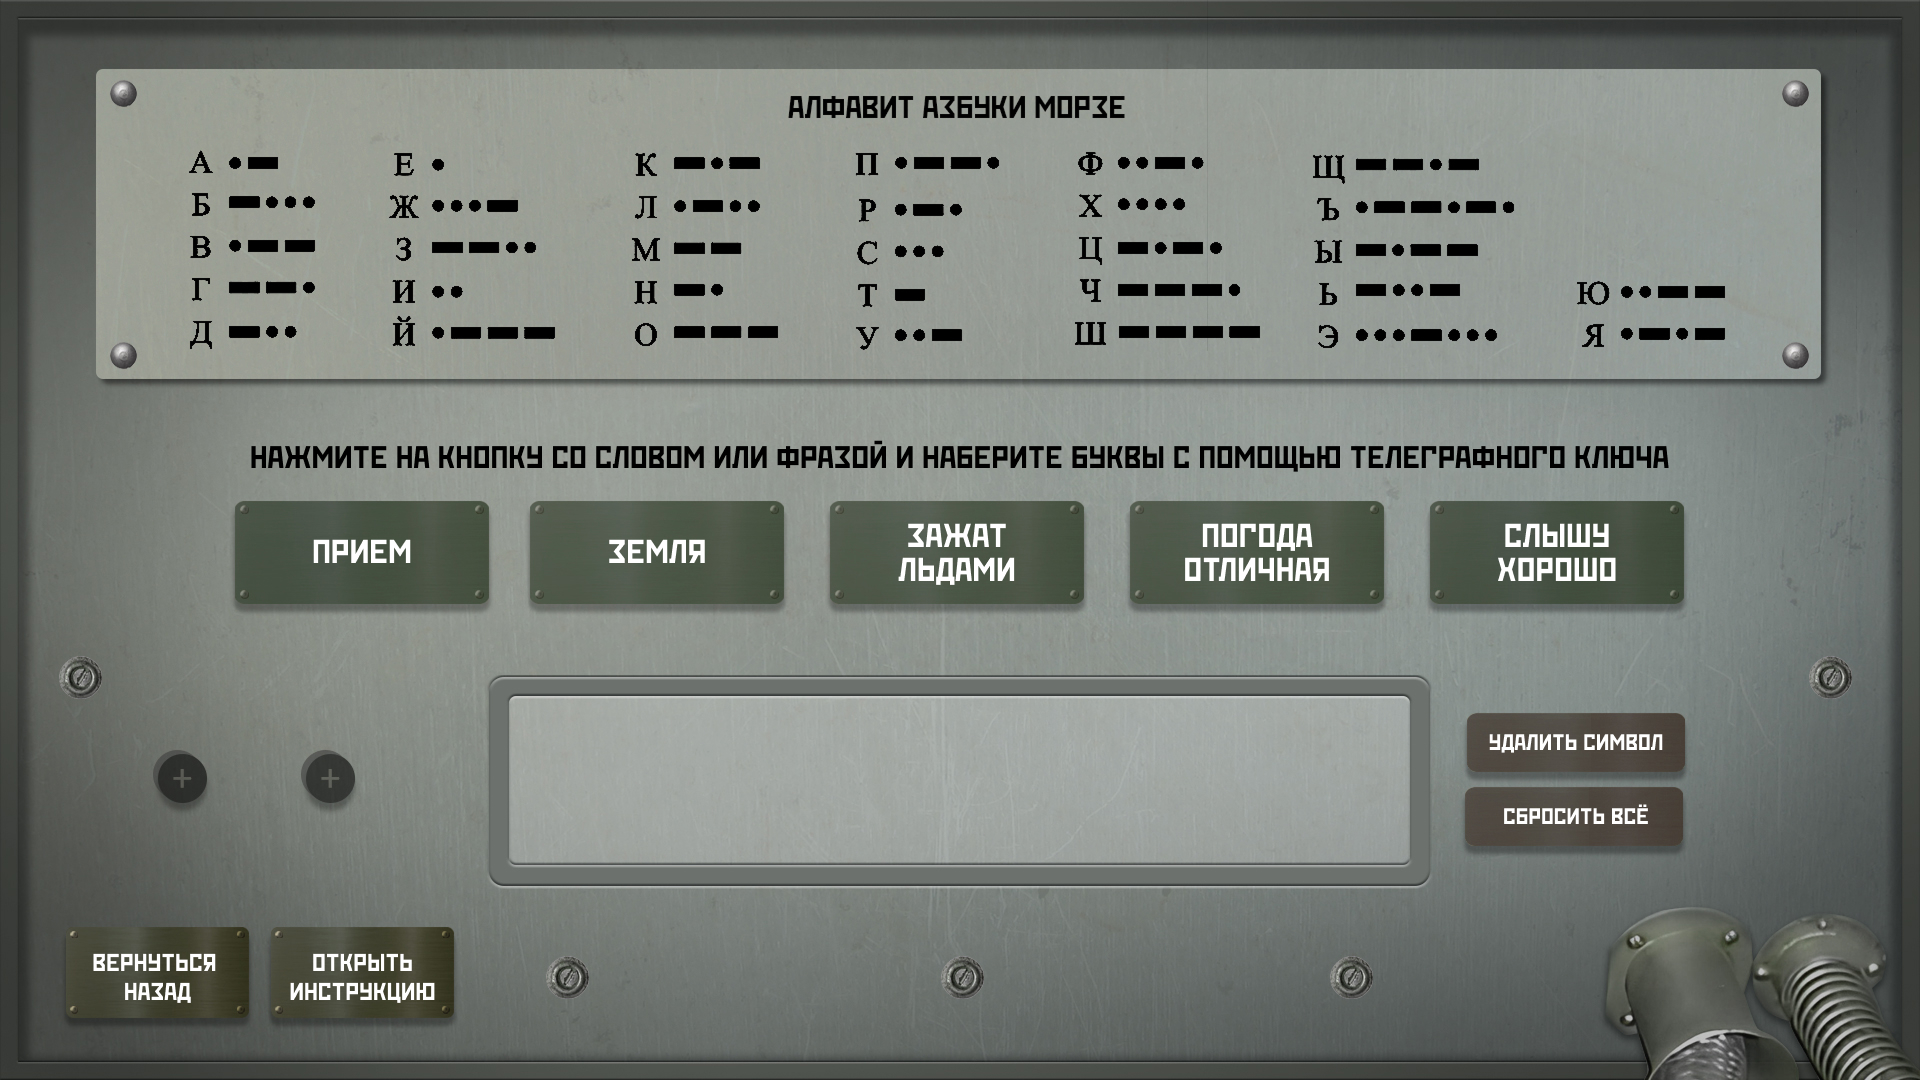 АЛФАВИТ АЗБУКИ МОРЗЕ
А •—
Б —•••
В •——
Г ——•
Д —••
Е •
Ж •••—
З ——••
И ••
Й •———
К —•—
Л •—••
М ——
Н —•
О ———
П •——•
Р •—•
С •••
Т —
У ••—
Ф ••—•
Х ••••
Ц —•—•
Ч ———•
Ш ————
Щ ——•—
Ъ •——•—•
Ы —•——
Ь —••—
Э •••—•••
Ю ••——
Я •—•—
НАЖМИТЕ НА КНОПКУ СО СЛОВОМ ИЛИ ФРАЗОЙ И НАБЕРИТЕ БУКВЫ С ПОМОЩЬЮ ТЕЛЕГРАФНОГО КЛЮЧА
ПРИЕМ
ЗЕМЛЯ
ЗАЖАТ
ЛЬДАМИ
ПОГОДА
ОТЛИЧНАЯ
СЛЫШУ
ХОРОШО
УДАЛИТЬ СИМВОЛ
СБРОСИТЬ ВСЁ
ВЕРНУТЬСЯ
НАЗАД
ОТКРЫТЬ
ИНСТРУКЦИЮ